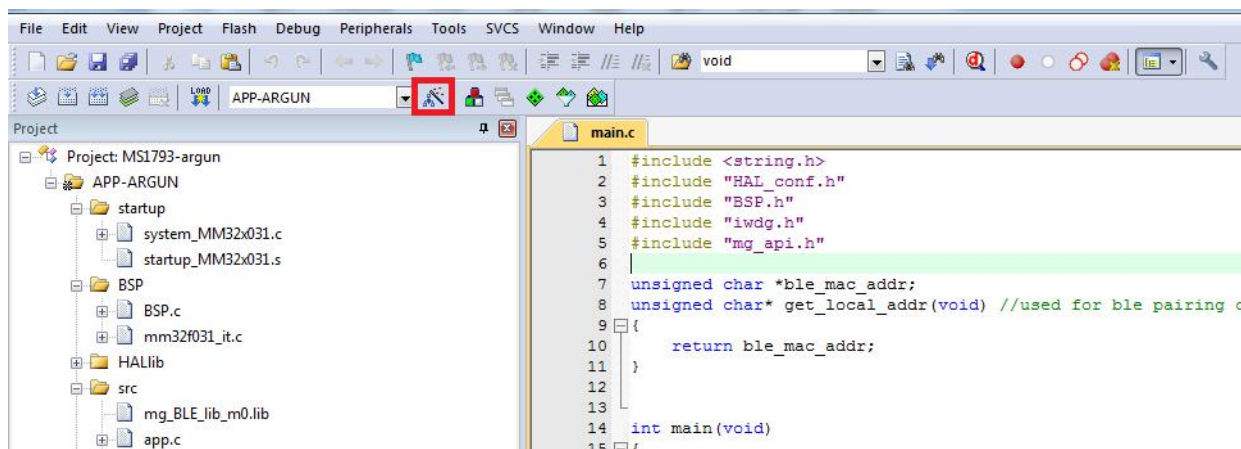 File Edit View Project Flash Debug Peripherals Tools SVCS Window Help
void
LOAD APP-ARGUN
Project
main.c
Project: MS1793-argun
APP-ARGUN
startup
system_MM32x031.c
startup_MM32x031.s
BSP
BSP.c
mm32f031_it.c
HALlib
src
mg_BLE_lib_m0.lib
app.c
1 #include <string.h>
2 #include "HAL_conf.h"
3 #include "BSP.h"
4 #include "iwdg.h"
5 #include "mg_api.h"
6
7 unsigned char *ble_mac_addr;
8 unsigned char* get_local_addr(void) //used for ble pairing
9 {
10 return ble_mac_addr;
11 }
12
13
14 int main(void)
15 {